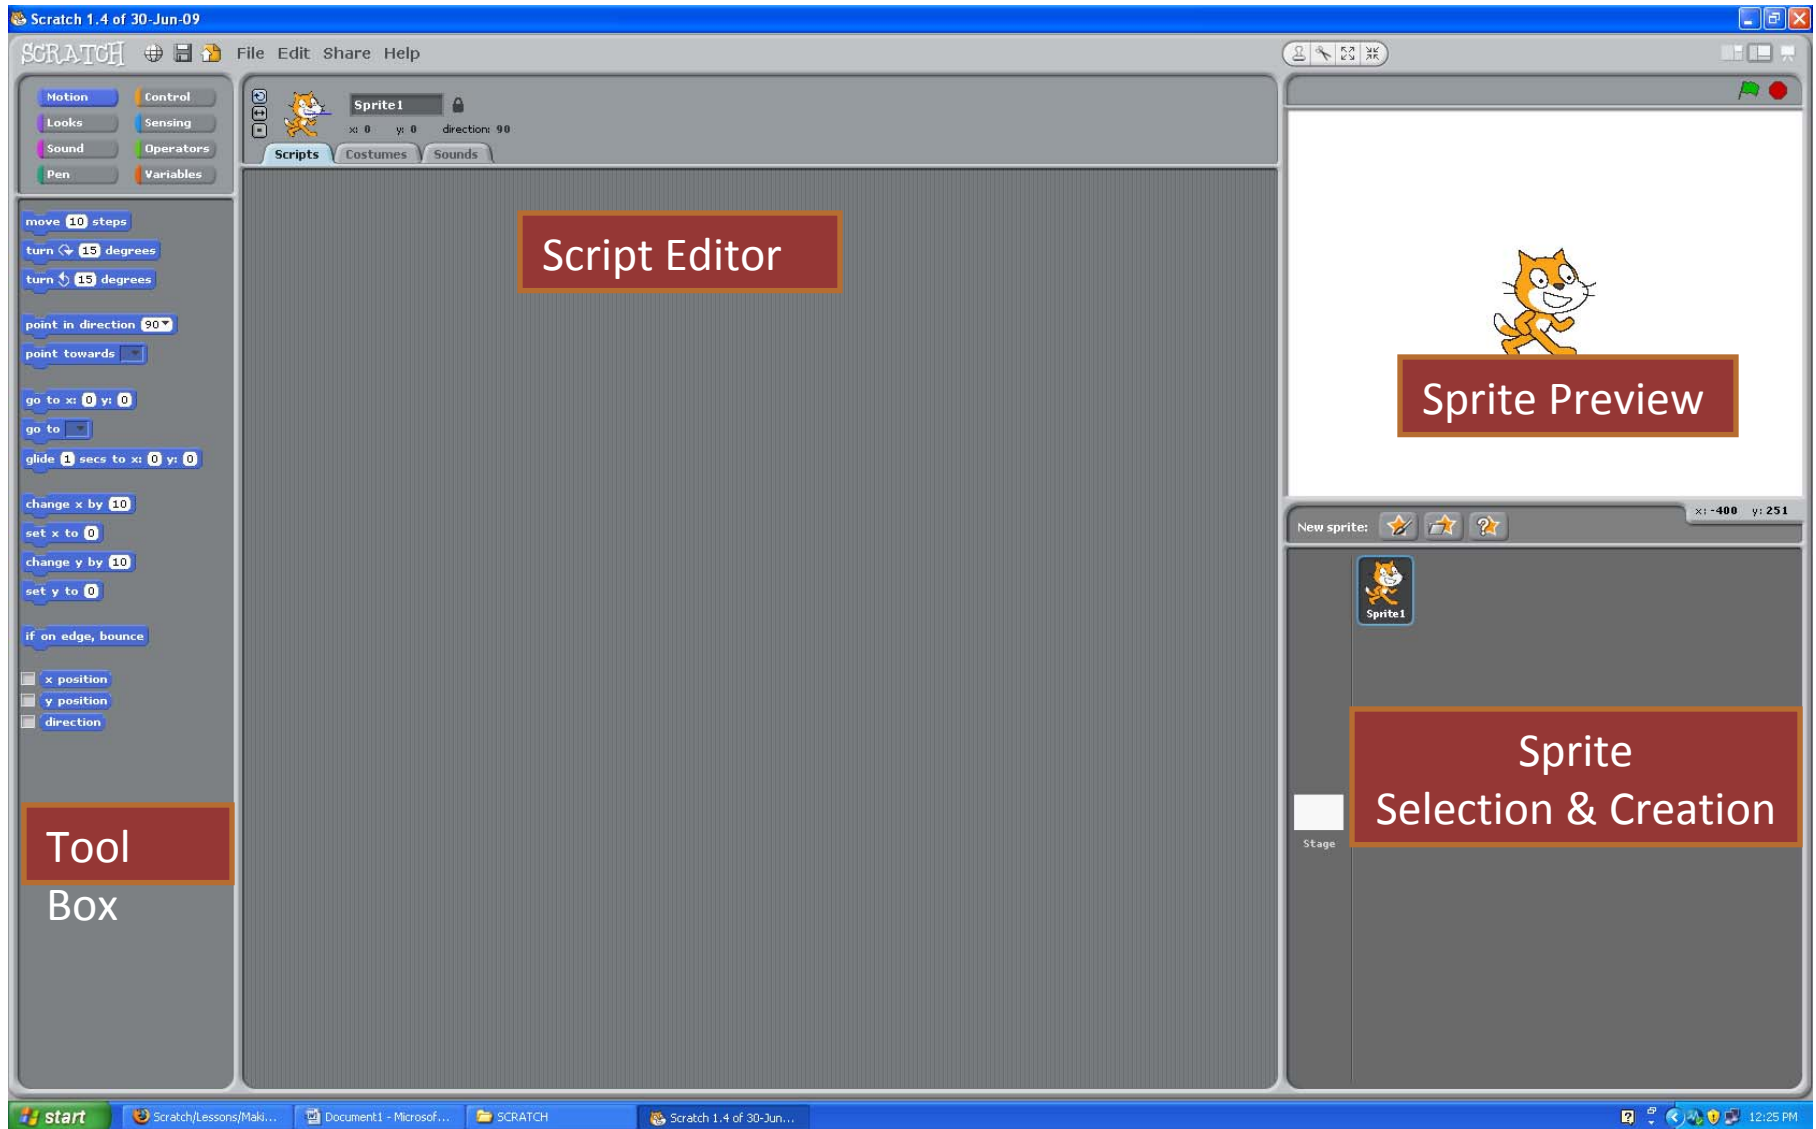 Scratch 1.4 of 30-Jun-09
SCRATCH File Edit Share Help
Motion Control
Looks Sensing
Sound Operators
Pen Variables
Sprite1
x: 0 y: 0 direction: 90
Scripts Costumes Sounds
move 10 steps
turn 15 degrees
turn 15 degrees
point in direction 90
point towards
go to x: 0 y: 0
go to
glide 1 secs to x: 0 y: 0
change x by 10
set x to 0
change y by 10
set y to 0
if on edge, bounce
x position
y position
direction
Tool
Box
Script Editor
Sprite Preview
x: -400 y: 251
New sprite:
Sprite1
Sprite
Selection & Creation
Stage
start Scratch/Lessons/Maki... Document1 - Microsof... SCRATCH Scratch 1.4 of 30-Jun... 12:25 PM